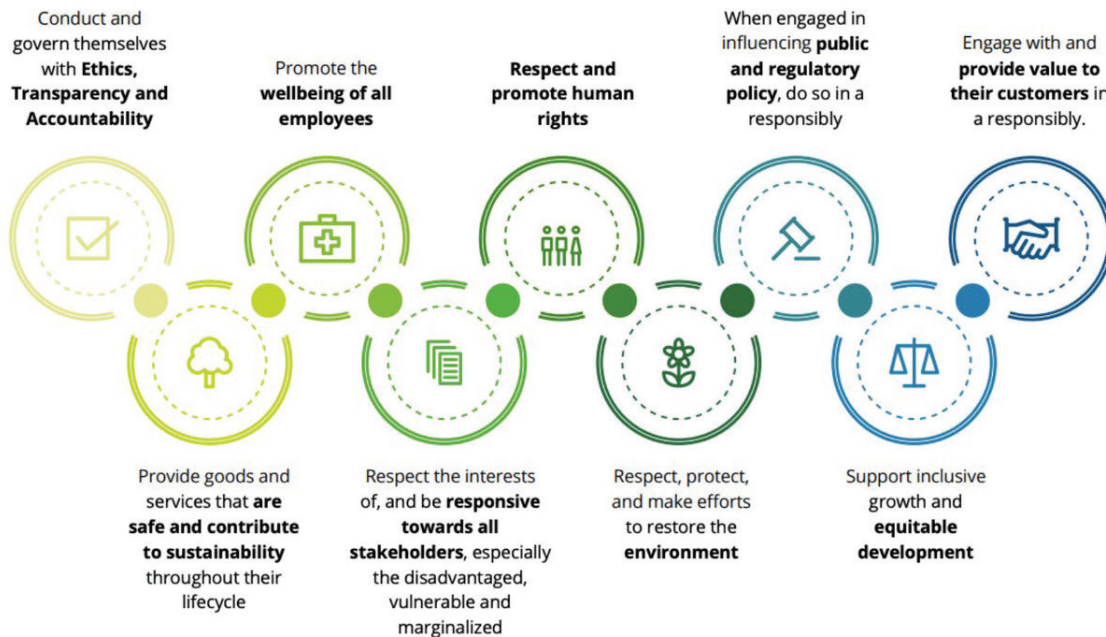 Conduct and
govern themselves
with Ethics,
Transparency and
Accountability
Provide goods and
services that are
safe and contribute
to sustainability
throughout their
lifecycle
Promote the
wellbeing of all
employees
Respect the interests
of, and be responsive
towards all
stakeholders, especially
the disadvantaged,
vulnerable and
marginalized
Respect and
promote human
rights
Respect, protect,
and make efforts
to restore the
environment
When engaged in
influencing public
and regulatory
policy, do so in a
responsibly
Support inclusive
growth and
equitable
development
Engage with and
provide value to
their customers in
a responsibly.